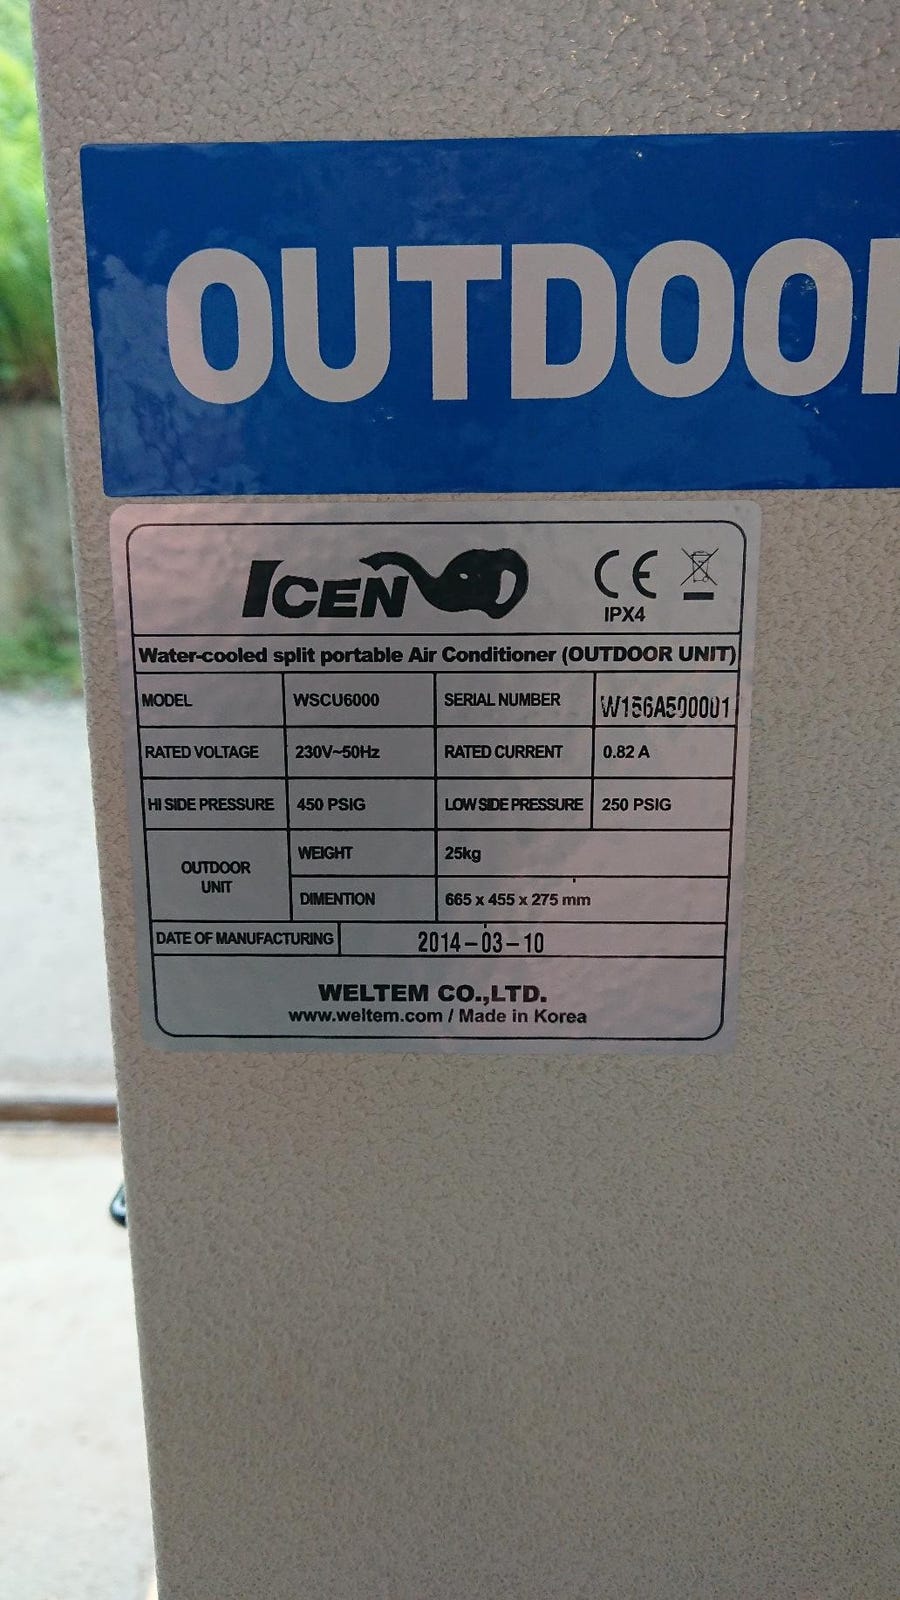 OUTDOOR
ICEN
CE
IPX4
Water-cooled split portable Air Conditioner (OUTDOOR UNIT)
MODEL WSCU6000 SERIAL NUMBER W156A500001
RATED VOLTAGE 230V~50Hz RATED CURRENT 0.82 A
HI SIDE PRESSURE 450 PSIG LOW SIDE PRESSURE 250 PSIG
OUTDOOR UNIT WEIGHT 25kg
DIMENTION 665 x 455 x 275 mm
DATE OF MANUFACTURING 2014-03-10
WELTEM CO.,LTD.
www.weltem.com / Made in Korea